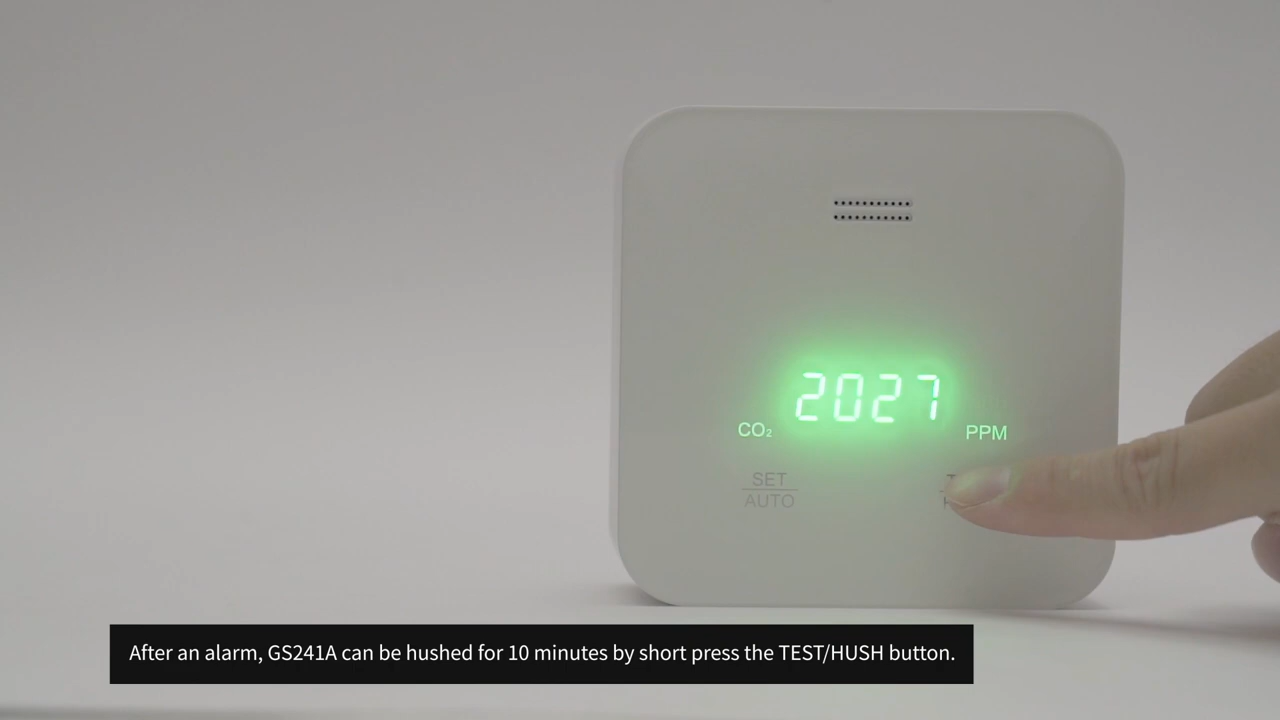 2027
CO₂ PPM
SET
AUTO
After an alarm, GS241A can be hushed for 10 minutes by short press the TEST/HUSH button.